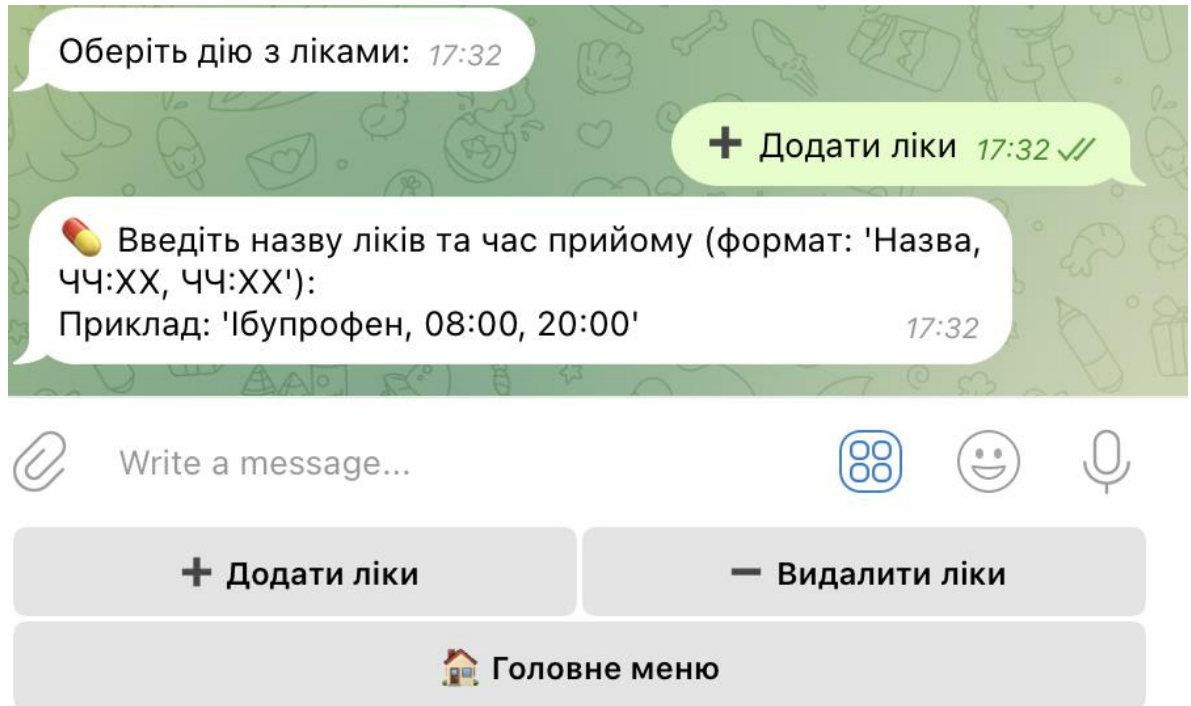 Оберіть дію з ліками: 17:32
➕ Додати ліки 17:32
💊 Введіть назву ліків та час прийому (формат: 'Назва,
ЧЧ:ХХ, ЧЧ:ХХ'):
Приклад: 'Ібупрофен, 08:00, 20:00' 17:32
Write a message...
➕ Додати ліки
➖ Видалити ліки
🏠 Головне меню